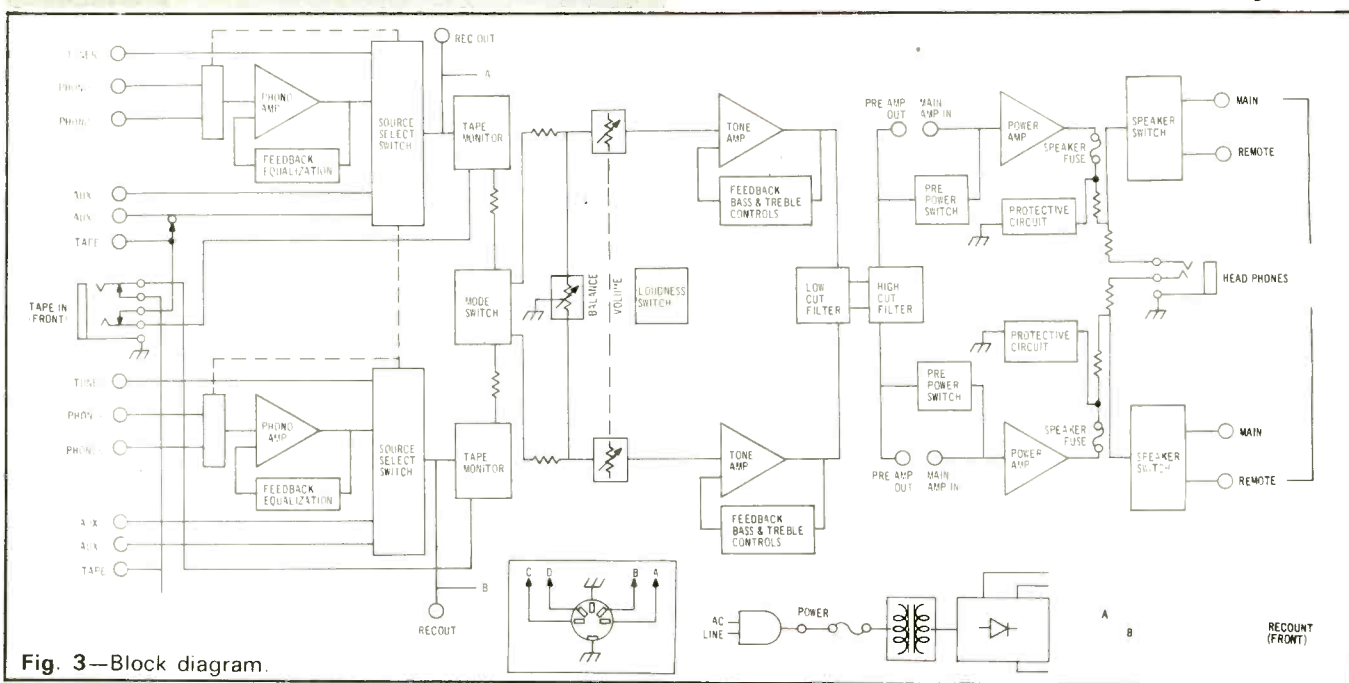 REC OUT
A
PHONO AMP
FEEDBACK
EQUALIZATION
SOURCE
SELECT
SWITCH
TAPE
MONITOR
AUX
AUX
TAPE
TAPE IN
(FRONT)
MODE
SWITCH
BALANCE
VOLUME
LOUDNESS
SWITCH
TONE
AMP
FEEDBACK
BASS & TREBLE
CONTROLS
LOW
CUT
FILTER
HIGH
CUT
FILTER
PRE AMP
OUT
MAIN
AMP IN
POWER
AMP
PRE
POWER
SWITCH
SPEAKER
FUSE
PROTECTIVE
CIRCUIT
SPEAKER
SWITCH
MAIN
REMOTE
HEAD PHONES
PHONO
AMP
FEEDBACK
EQUALIZATION
SOURCE
SELECT
SWITCH
TAPE
MONITOR
AUX
TAPE
B
RECOUT
TONE
AMP
FEEDBACK
BASS & TREBLE
CONTROLS
PROTECTIVE
CIRCUIT
PRE
POWER
SWITCH
PRE AMP
OUT
MAIN
AMP IN
POWER
AMP
SPEAKER
FUSE
SPEAKER
SWITCH
MAIN
REMOTE
C D B A
AC
LINE
POWER
A
B
RECOUNT
(FRONT)
Fig. 3—Block diagram.